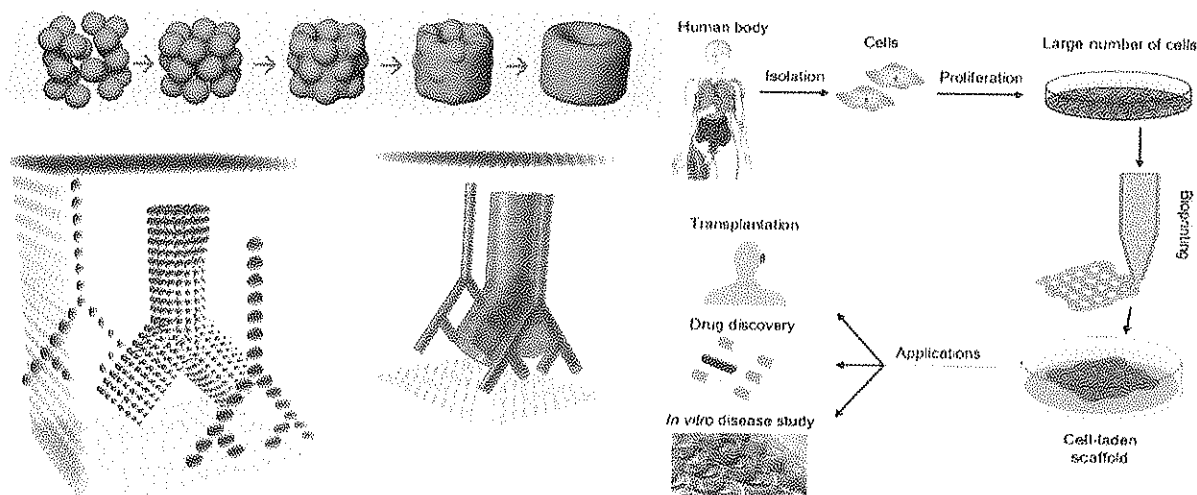 Human body
Cells
Large number of cells
Isolation
Proliferation
Bioprinting
Transplantation
Drug discovery
Applications
In vitro disease study
Cell-laden
scaffold